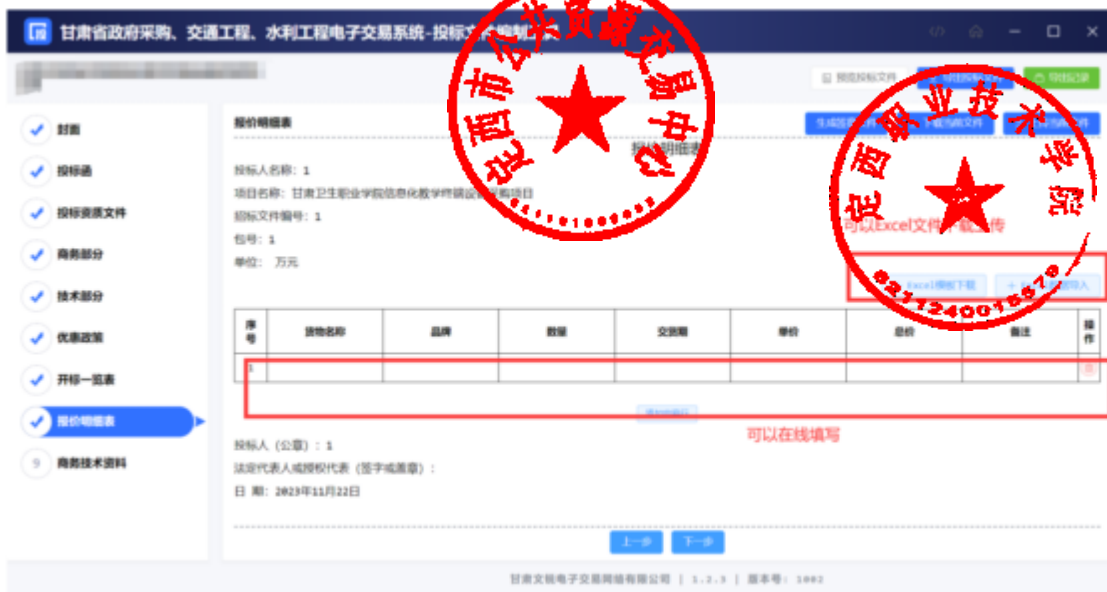 甘肃省政府采购、交通工程、水利工程电子交易系统-投标文件编制工具
预览投标文件
导出记录
封面
投标函
投标资质文件
商务部分
技术部分
优惠政策
开标一览表
报价明细表
9 商务技术资料
报价明细表
报价明细表
投标人名称: 1
项目名称: 甘肃卫生职业学院信息化教学终端设备采购项目
招标文件编号: 1
包号: 1
单位: 万元
可以Excel文件下载上传
Excel模板下载
序号 货物名称 品牌 数量 交货期 单价 总价 备注 操作
1
可以在线填写
投标人 (公章) : 1
法定代表人或授权代表 (签字或盖章) :
日 期: 2023年11月22日
上一步 下一步
甘肃文锐电子交易网络有限公司 | 1.2.3 | 版本号: 1002
定西市公共资源交易中心
定西职业技术学院